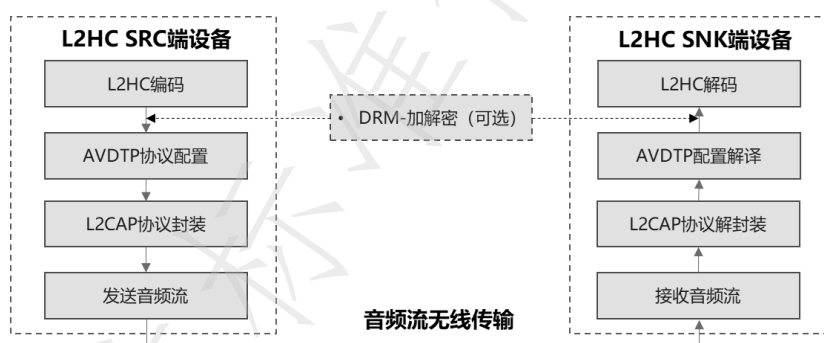 L2HC SRC端设备
L2HC编码
AVDTP协议配置
L2CAP协议封装
发送音频流
• DRM-加解密（可选）
音频流无线传输
L2HC SNK端设备
L2HC解码
AVDTP配置解译
L2CAP协议解封装
接收音频流